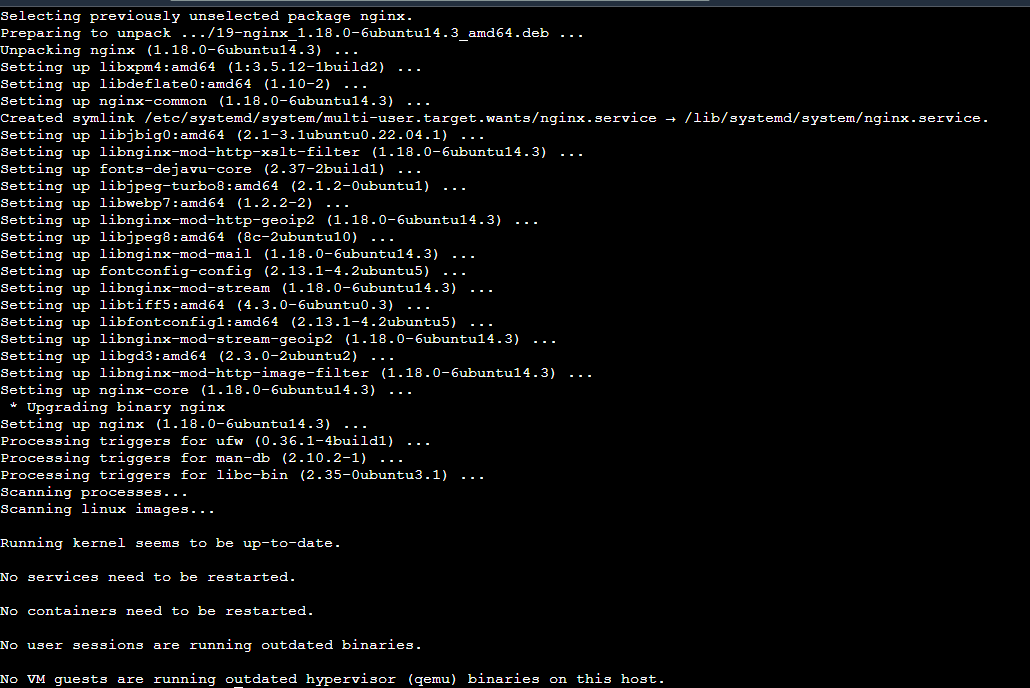 Selecting previously unselected package nginx.
Preparing to unpack .../19-nginx_1.18.0-6ubuntu14.3_amd64.deb ...
Unpacking nginx (1.18.0-6ubuntu14.3) ...
Setting up libxpm4:amd64 (1:3.5.12-1build2) ...
Setting up libdeflate0:amd64 (1.10-2) ...
Setting up nginx-common (1.18.0-6ubuntu14.3) ...
Created symlink /etc/systemd/system/multi-user.target.wants/nginx.service → /lib/systemd/system/nginx.service.
Setting up libjbig0:amd64 (2.1-3.1ubuntu0.22.04.1) ...
Setting up libnginx-mod-http-xslt-filter (1.18.0-6ubuntu14.3) ...
Setting up fonts-dejavu-core (2.37-2build1) ...
Setting up libjpeg-turbo8:amd64 (2.1.2-0ubuntu1) ...
Setting up libwebp7:amd64 (1.2.2-2) ...
Setting up libnginx-mod-http-geoip2 (1.18.0-6ubuntu14.3) ...
Setting up libjpeg8:amd64 (8c-2ubuntu10) ...
Setting up libnginx-mod-mail (1.18.0-6ubuntu14.3) ...
Setting up fontconfig-config (2.13.1-4.2ubuntu5) ...
Setting up libnginx-mod-stream (1.18.0-6ubuntu14.3) ...
Setting up libtiff5:amd64 (4.3.0-6ubuntu0.3) ...
Setting up libfontconfig1:amd64 (2.13.1-4.2ubuntu5) ...
Setting up libnginx-mod-stream-geoip2 (1.18.0-6ubuntu14.3) ...
Setting up libgd3:amd64 (2.3.0-2ubuntu2) ...
Setting up libnginx-mod-http-image-filter (1.18.0-6ubuntu14.3) ...
Setting up nginx-core (1.18.0-6ubuntu14.3) ...
 * Upgrading binary nginx
Setting up nginx (1.18.0-6ubuntu14.3) ...
Processing triggers for ufw (0.36.1-4build1) ...
Processing triggers for man-db (2.10.2-1) ...
Processing triggers for libc-bin (2.35-0ubuntu3.1) ...
Scanning processes...
Scanning linux images...
Running kernel seems to be up-to-date.
No services need to be restarted.
No containers need to be restarted.
No user sessions are running outdated binaries.
No VM guests are running outdated hypervisor (qemu) binaries on this host.